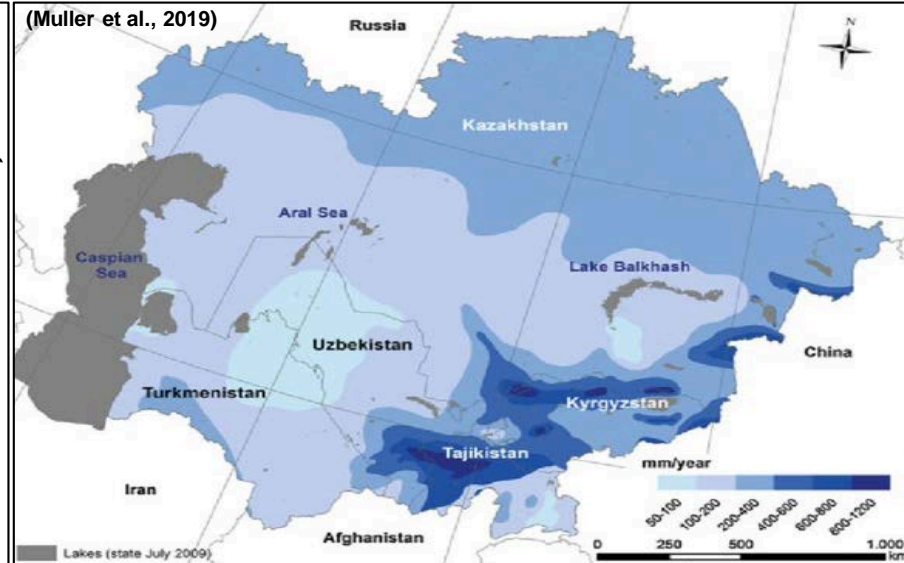 (Muller et al., 2019)
Russia
N
Kazakhstan
Aral Sea
Caspian
Sea
Lake Balkhash
Uzbekistan
China
Turkmenistan
Kyrgyzstan
Tajikistan
mm/year
Iran
50-100
100-200
200-400
400-600
600-800
800-1200
Afghanistan
Lakes (state July 2009)
0 250 500 1.000
km